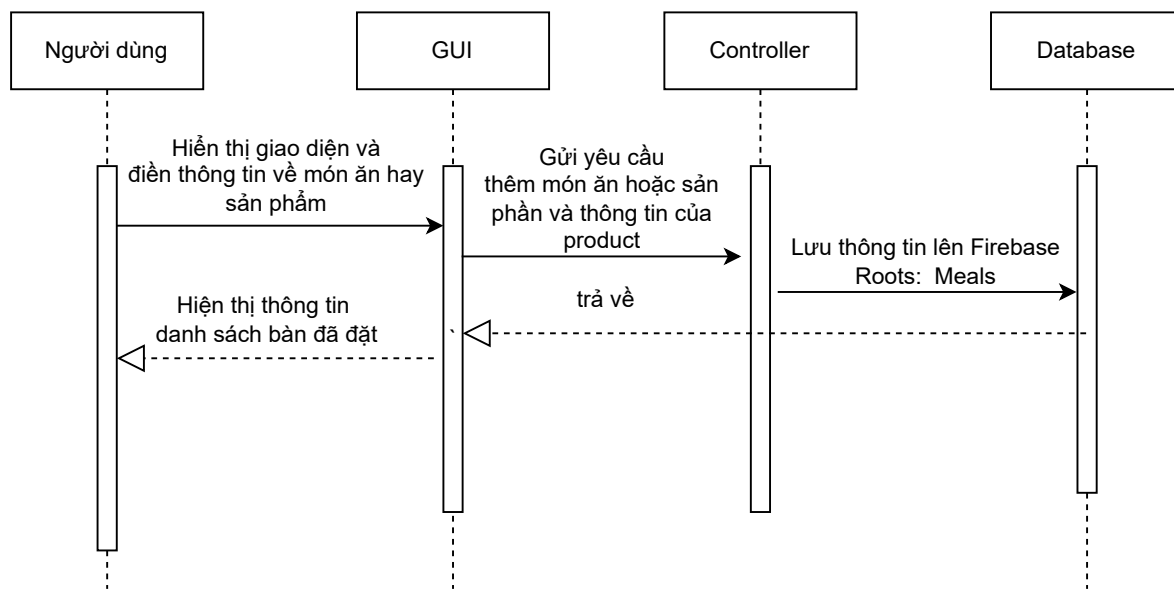 Người dùng
GUI
Controller
Database
Hiển thị giao diện và
điền thông tin về món ăn hay
sản phẩm
Gửi yêu cầu
thêm món ăn hoặc sản
phần và thông tin của
product
Lưu thông tin lên Firebase
Roots: Meals
trả về
Hiện thị thông tin
danh sách bàn đã đặt
`